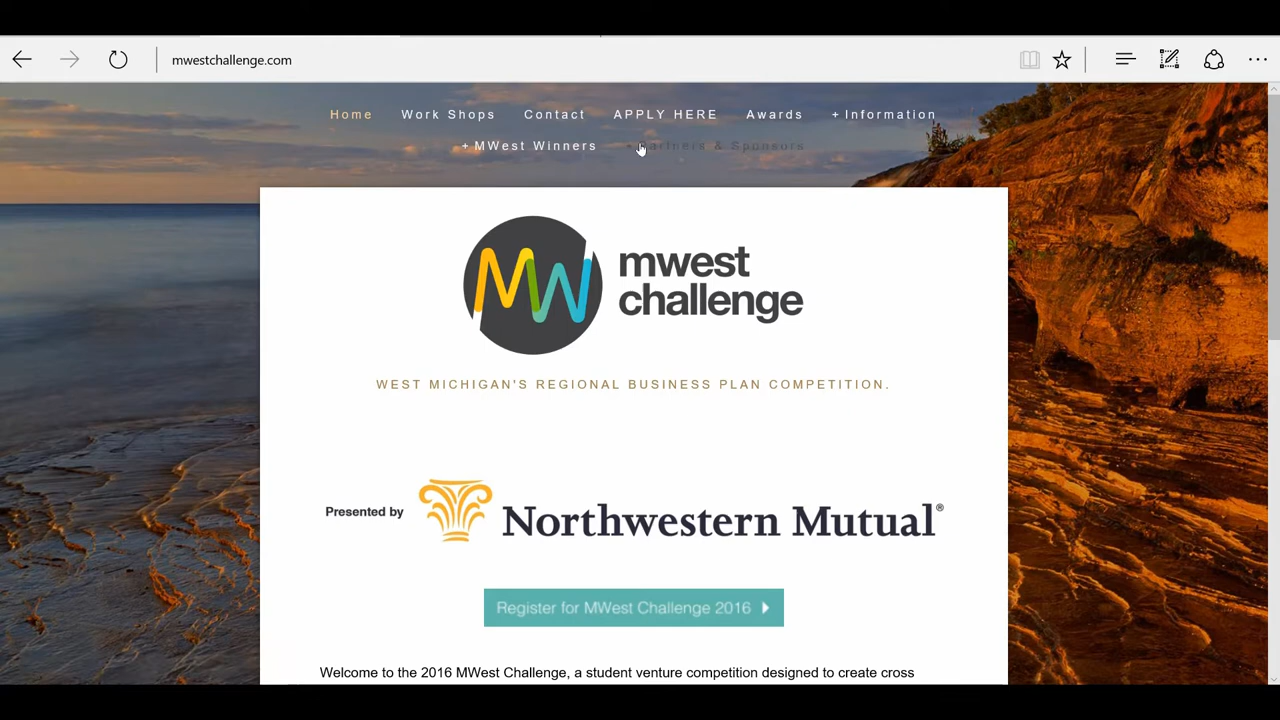 mwestchallenge.com
Home Work Shops Contact APPLY HERE Awards + Information
+ MWest Winners + Partners & Sponsors
MW
mwest
challenge
WEST MICHIGAN'S REGIONAL BUSINESS PLAN COMPETITION.
Presented by Northwestern Mutual®
Register for MWest Challenge 2016
Welcome to the 2016 MWest Challenge, a student venture competition designed to create cross